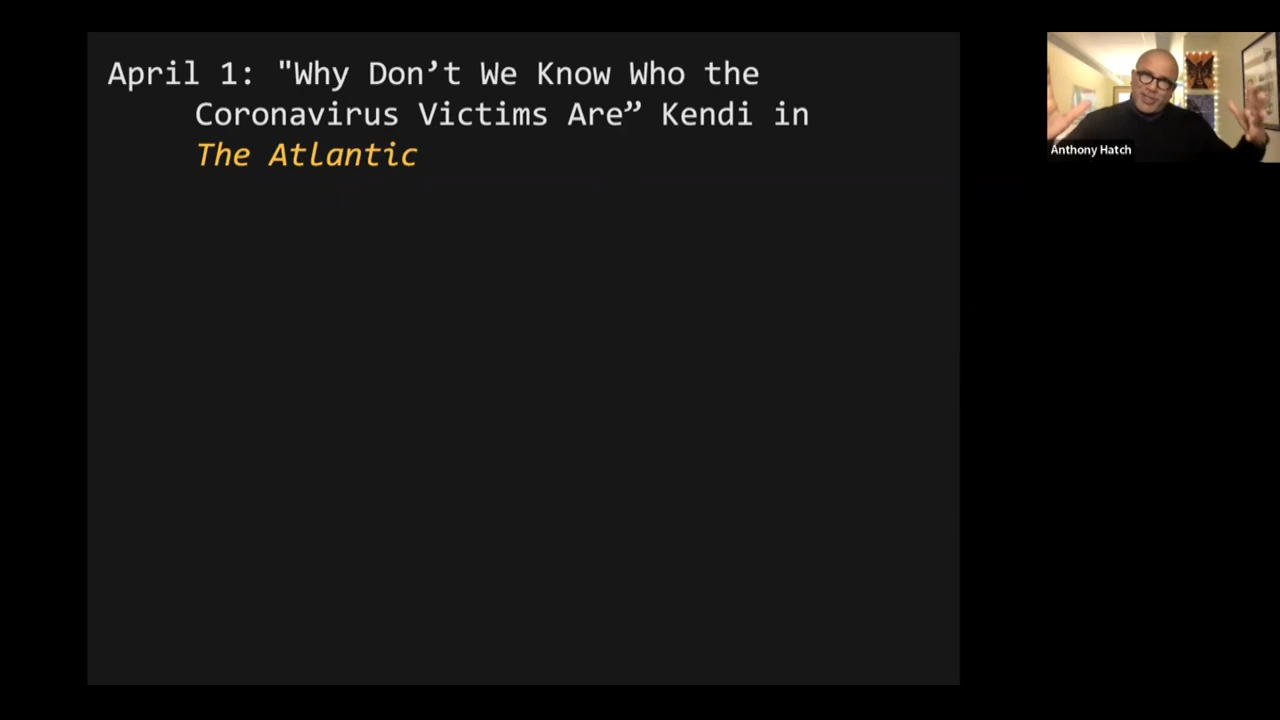 April 1: "Why Don’t We Know Who the
Coronavirus Victims Are” Kendi in
The Atlantic
Anthony Hatch